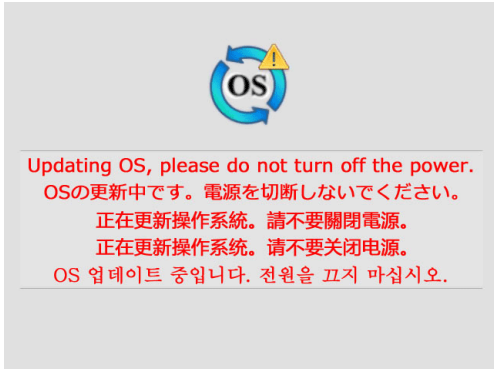 OS
Updating OS, please do not turn off the power.
OSの更新中です。電源を切断しないでください。
正在更新操作系統。請不要關閉電源。
正在更新操作系统。请不要关闭电源。
OS 업데이트 중입니다. 전원을 끄지 마십시오.